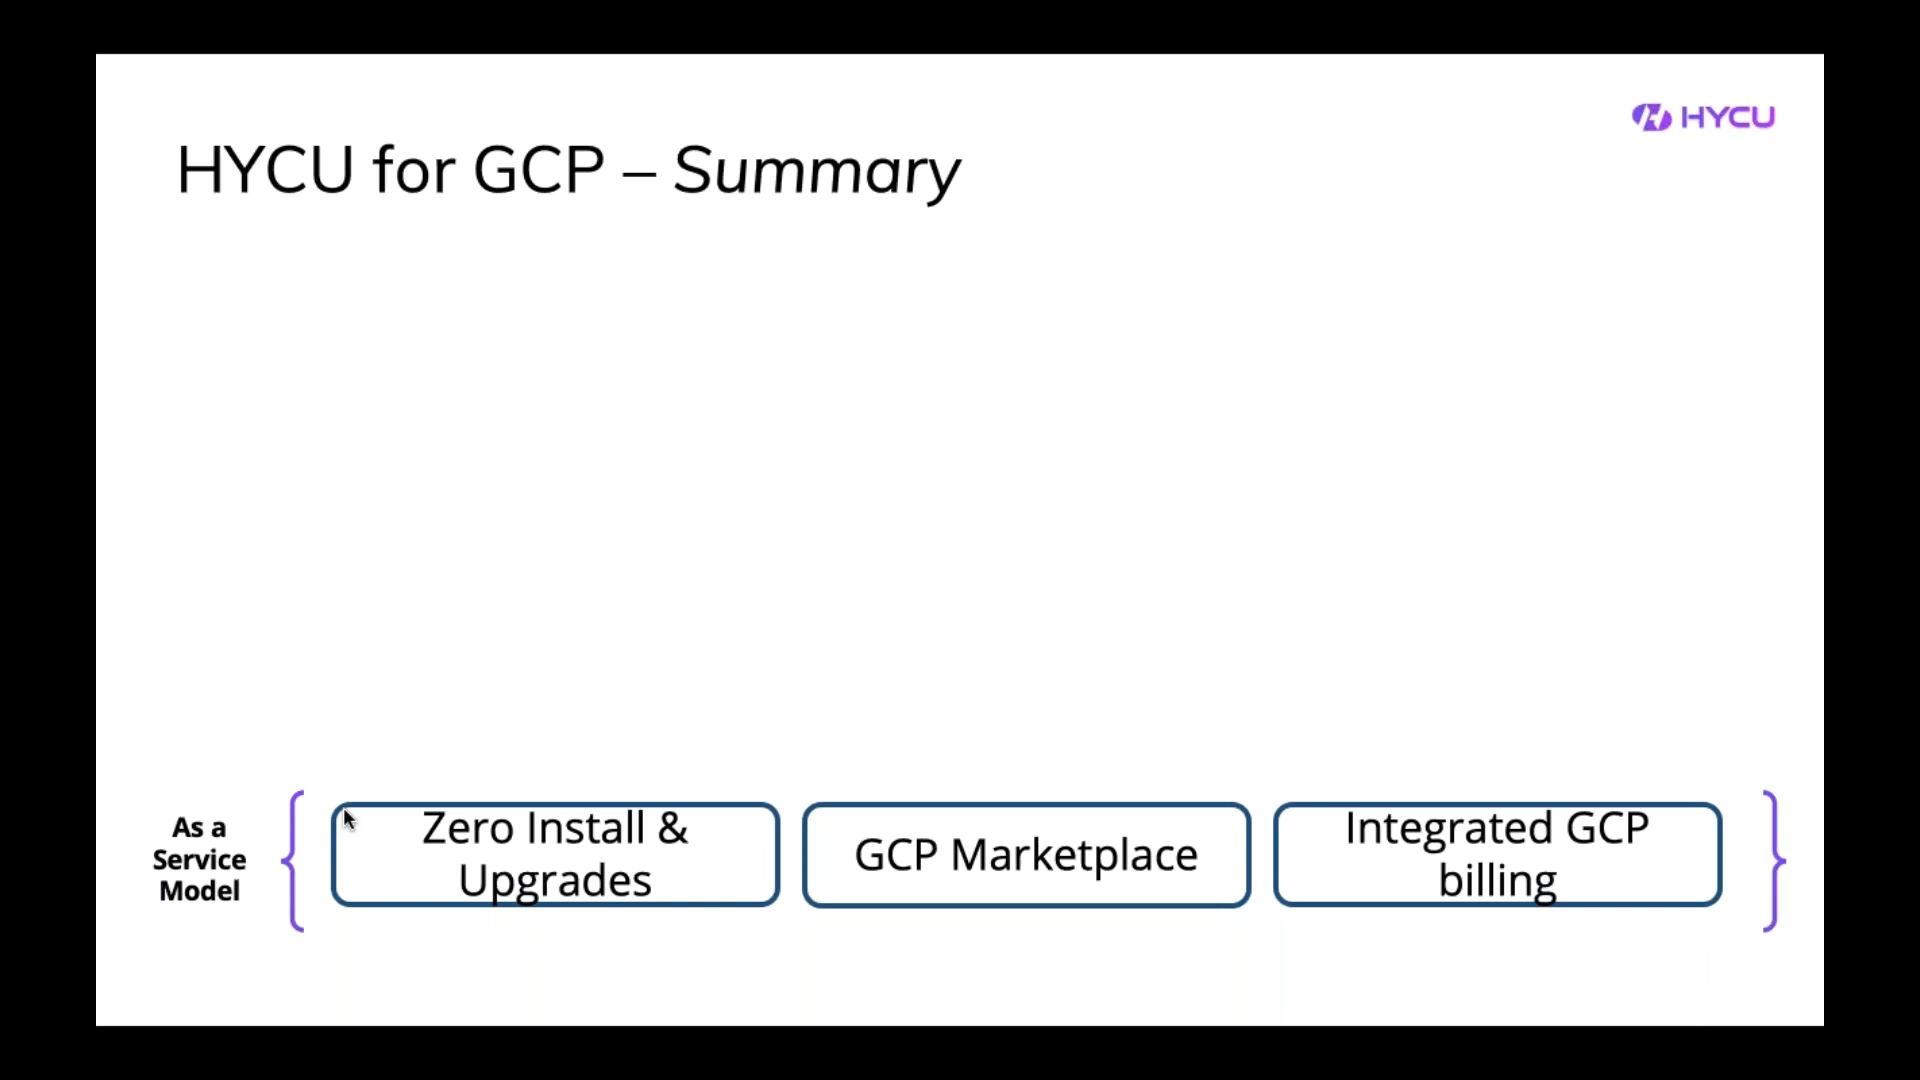 HYCU
HYCU for GCP – Summary
As a
Service
Model
Zero Install &
Upgrades
GCP Marketplace
Integrated GCP
billing